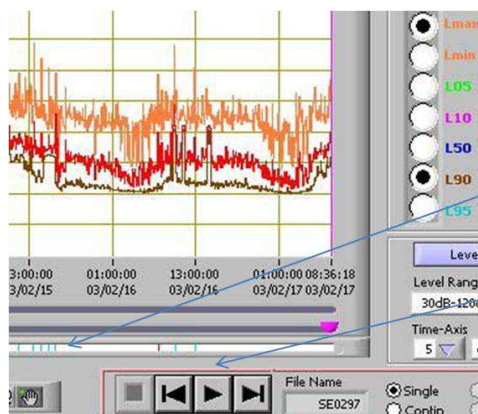 Lmax
Lmin
L05
L10
L50
L90
L95
3:00:00 01:00:00 13:00:00 01:00:00 08:36:18
03/02/15 03/02/16 03/02/16 03/02/17 03/02/17
Leve
Level Rang
30dB-120d
Time-Axis
5
File Name
SE0297
Single
Contin